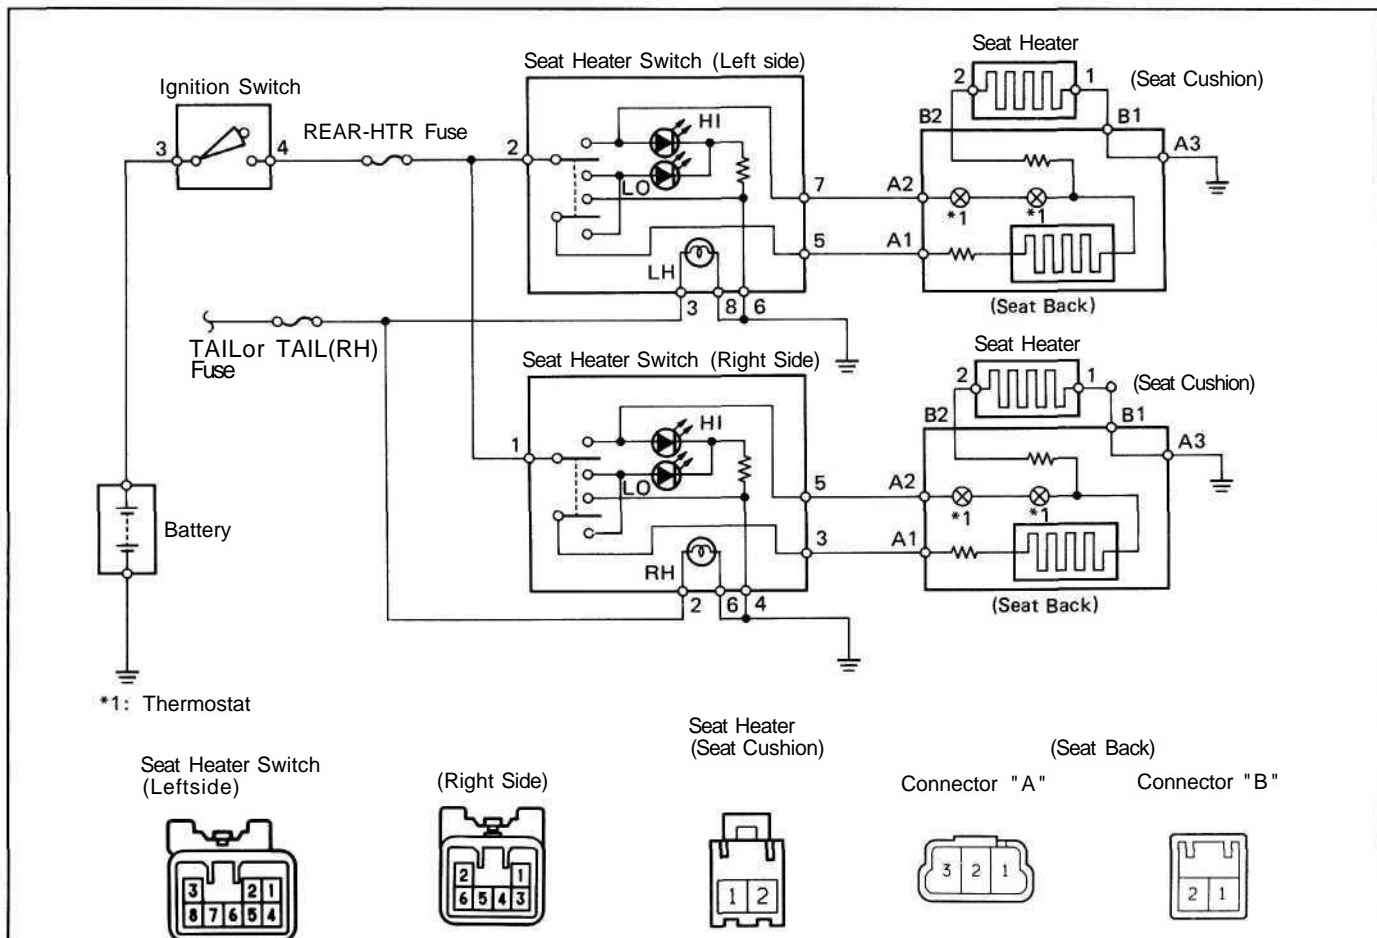 Seat Heater
Seat Heater Switch (Left side)
2 1 (Seat Cushion)
Ignition Switch
HI
B2 B1
REAR-HTR Fuse
3 4 2 A3
LO
7 A2
*1 *1
5 A1
LH
3 8 6
(Seat Back)
TAILor TAIL(RH)
Fuse
Seat Heater Switch (Right Side)
Seat Heater
2 1 (Seat Cushion)
B2 B1
HI
1 A3
LO
5 A2
*1 *1
Battery
3 A1
RH
2 6 4
(Seat Back)
*1: Thermostat
Seat Heater
(Seat Cushion)
(Seat Back)
Seat Heater Switch
(Leftside)
(Right Side)
Connector "A"
Connector "B"
3 2 1
8 7 6 5 4
2 1
6 5 4 3
1 2
3 2 1
2 1